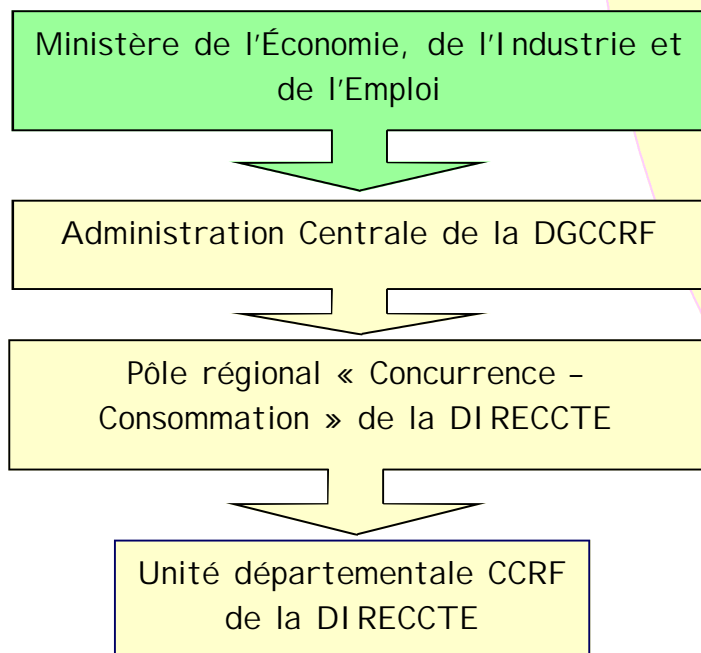 Ministère de l'Économie, de l'Industrie et
de l'Emploi
Administration Centrale de la DGCCRF
Pôle régional « Concurrence –
Consommation » de la DIRECCTE
Unité départementale CCRF
de la DIRECCTE